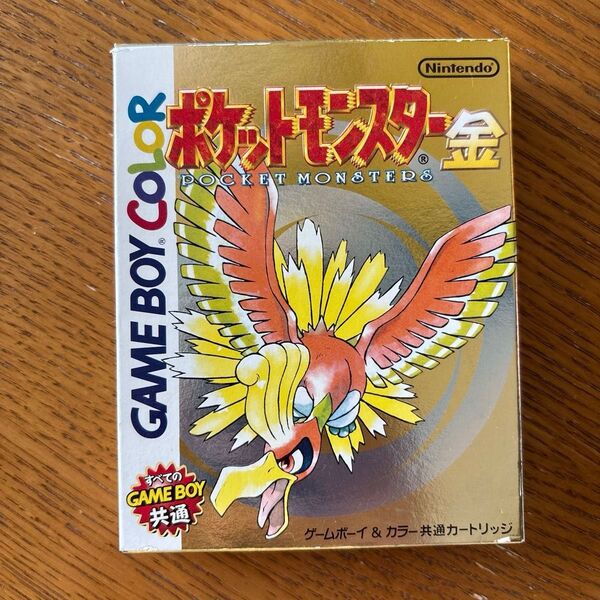 GAME BOY COLOR
Nintendo
ポケットモンスター金
POCKET MONSTERS
すべての
GAME BOY
共通
ゲームボーイ & カラー共通カートリッジ